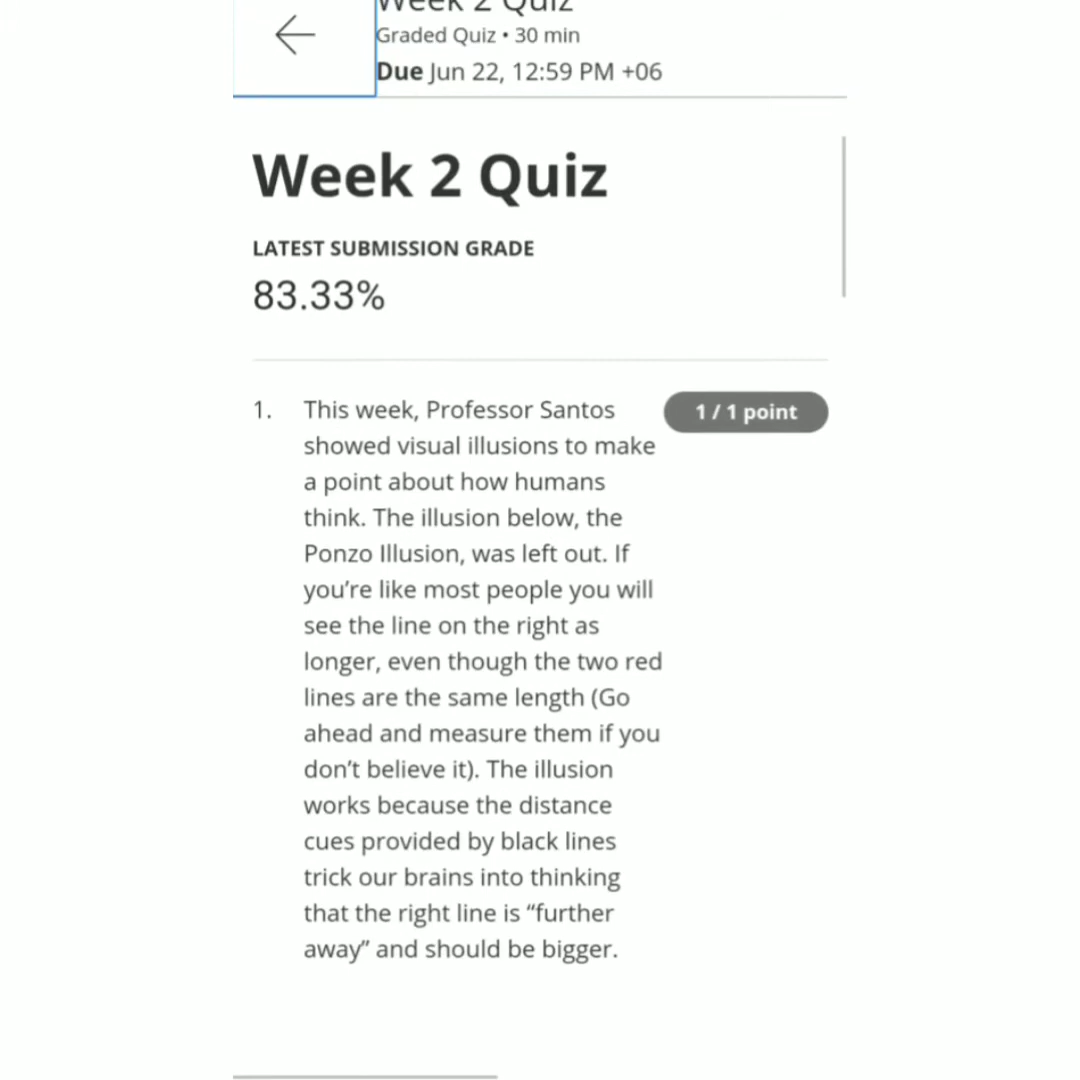 Week 2 Quiz
Graded Quiz • 30 min
Due Jun 22, 12:59 PM +06
Week 2 Quiz
LATEST SUBMISSION GRADE
83.33%
1. This week, Professor Santos 1 / 1 point
showed visual illusions to make
a point about how humans
think. The illusion below, the
Ponzo Illusion, was left out. If
you’re like most people you will
see the line on the right as
longer, even though the two red
lines are the same length (Go
ahead and measure them if you
don’t believe it). The illusion
works because the distance
cues provided by black lines
trick our brains into thinking
that the right line is “further
away” and should be bigger.